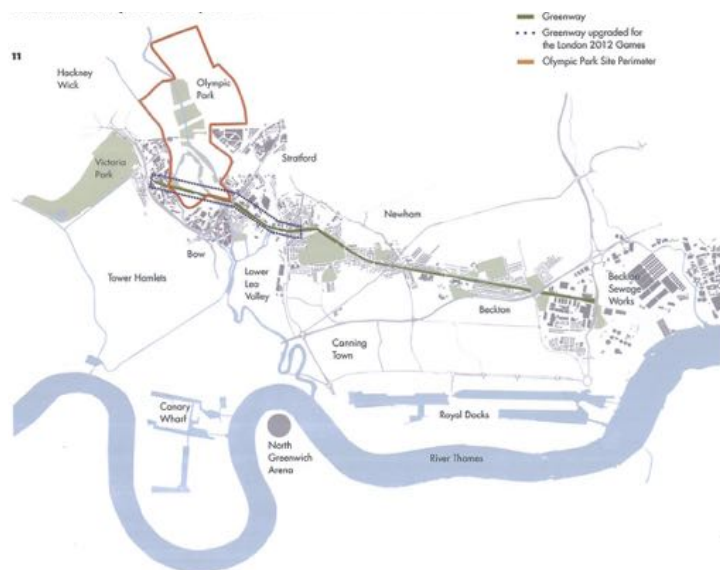 Greenway
Greenway upgraded for
the London 2012 Games
Olympic Park Site Perimeter
11
Hackney
Wick
Olympic
Park
Victoria
Park
Stratford
Newham
Bow
Tower Hamlets
Lower
Lea
Valley
Beckton
Beckton
Sewage
Works
Canning
Town
Canary
Wharf
Royal Docks
North
Greenwich
Arena
River Thames